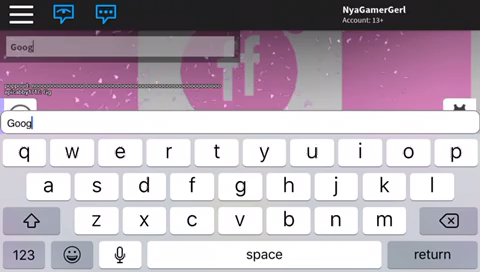 NyaGamerGerl
Account: 13+
Goog
Goog
q w e r t y u i o p
a s d f g h j k l
z x c v b n m
123 space return